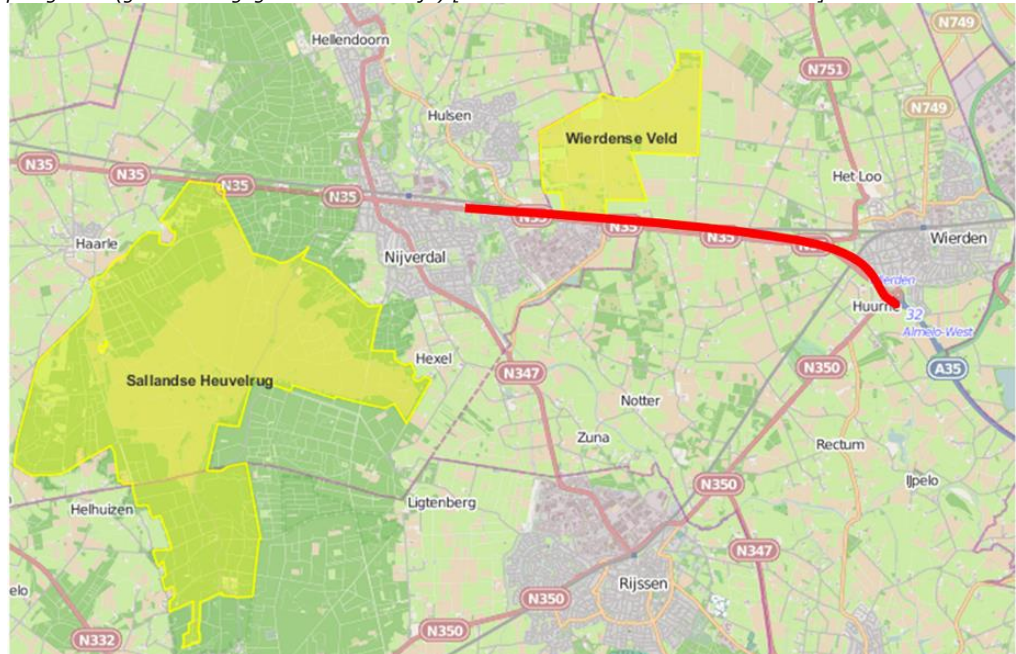 Hellendoorn
N749
N751
N749
Hulsen
Wierdense Veld
N35
N35
N35
N35
Het Loo
N35
N35
N35
Haarle
Nijverdal
Wierden
Huurne
32
Almelo-West
Hexel
N347
N350
A35
Sallandse Heuvelrug
Notter
Zuna
Rectum
N350
IJpelo
Ligtenberg
Helhuizen
N347
Rijssen
N350
N350
N332